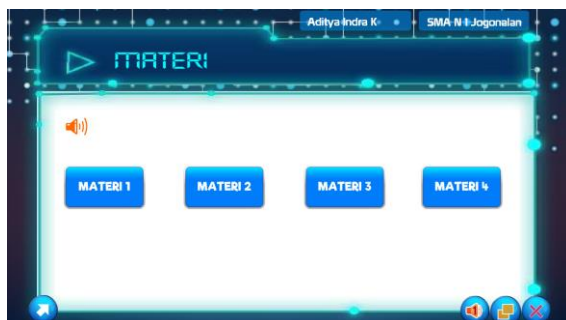 Aditya Indra K
SMA N 1 Jogonalan
MATERI
MATERI 1
MATERI 2
MATERI 3
MATERI 4